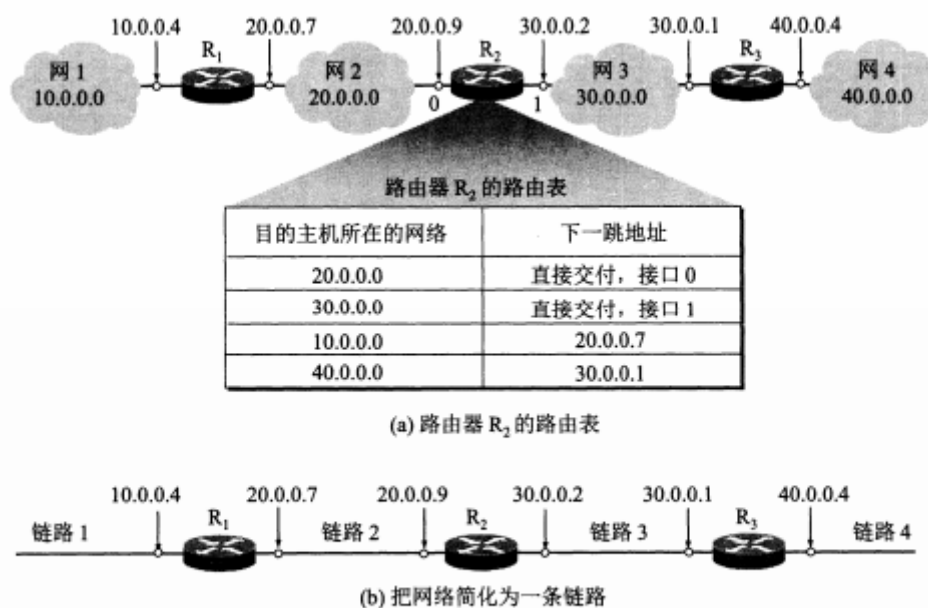 10.0.0.4 R1 20.0.0.7 20.0.0.9 R2 30.0.0.2 30.0.0.1 R3 40.0.0.4
网 1 网 2 网 3 网 4
10.0.0.0 20.0.0.0 0 1 30.0.0.0 40.0.0.0
路由器 R2 的路由表
目的主机所在的网络 下一跳地址
20.0.0.0 直接交付，接口 0
30.0.0.0 直接交付，接口 1
10.0.0.0 20.0.0.7
40.0.0.0 30.0.0.1
(a) 路由器 R2 的路由表
10.0.0.4 20.0.0.7 20.0.0.9 30.0.0.2 30.0.0.1 40.0.0.4
链路 1 R1 链路 2 R2 链路 3 R3 链路 4
(b) 把网络简化为一条链路